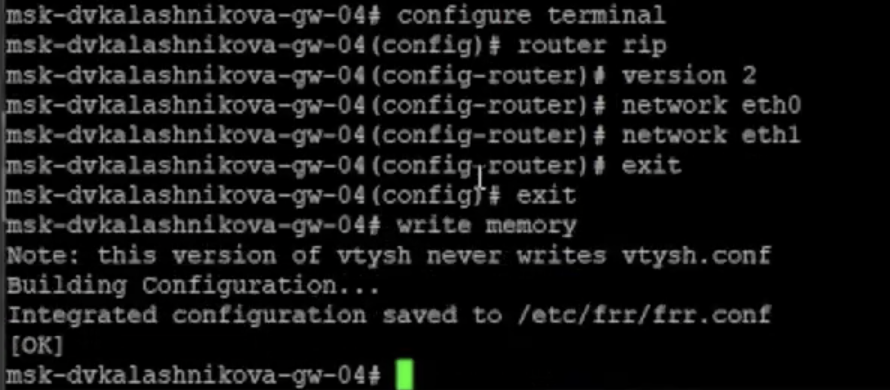 msk-dvkalashnikova-gw-04# configure terminal
msk-dvkalashnikova-gw-04(config)# router rip
msk-dvkalashnikova-gw-04(config-router)# version 2
msk-dvkalashnikova-gw-04(config-router)# network eth0
msk-dvkalashnikova-gw-04(config-router)# network eth1
msk-dvkalashnikova-gw-04(config-router)# exit
msk-dvkalashnikova-gw-04(config)# exit
msk-dvkalashnikova-gw-04# write memory
Note: this version of vtysh never writes vtysh.conf
Building Configuration...
Integrated configuration saved to /etc/frr/frr.conf
[OK]
msk-dvkalashnikova-gw-04#